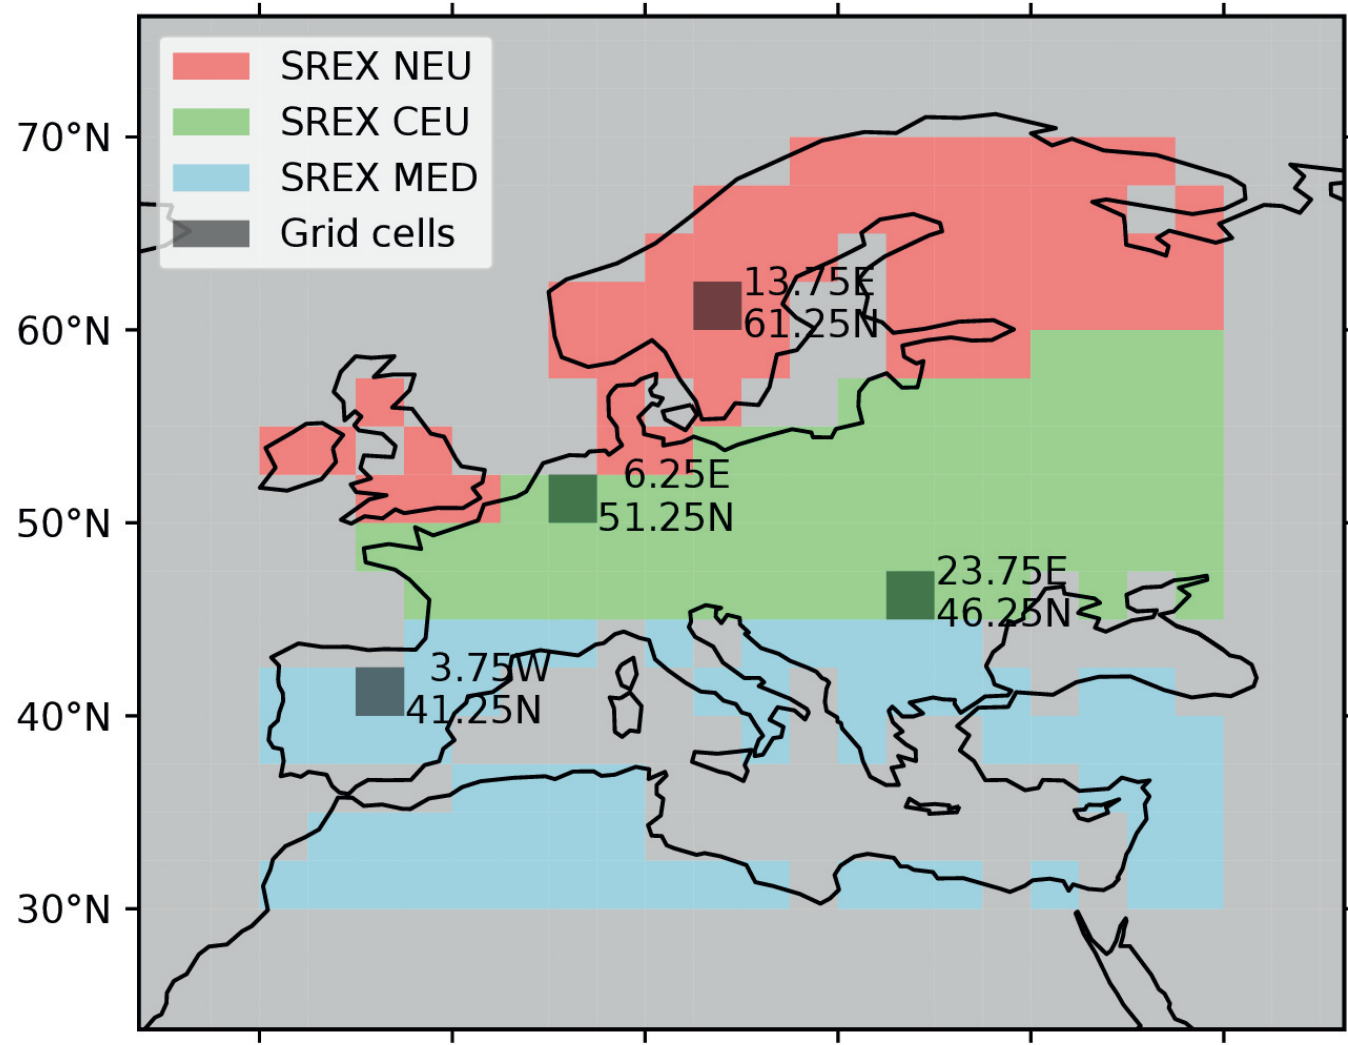 SREX NEU
SREX CEU
SREX MED
Grid cells
70°N
60°N
50°N
40°N
30°N
13.75E
61.25N
6.25E
51.25N
23.75E
46.25N
3.75W
41.25N